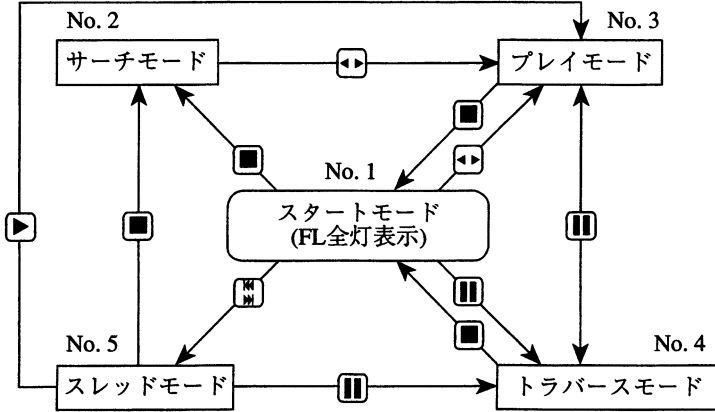 No. 2
No. 3
サーチモード
プレイモード
No. 1
スタートモード
(FL全灯表示)
No. 5
No. 4
スレッドモード
トラバースモード